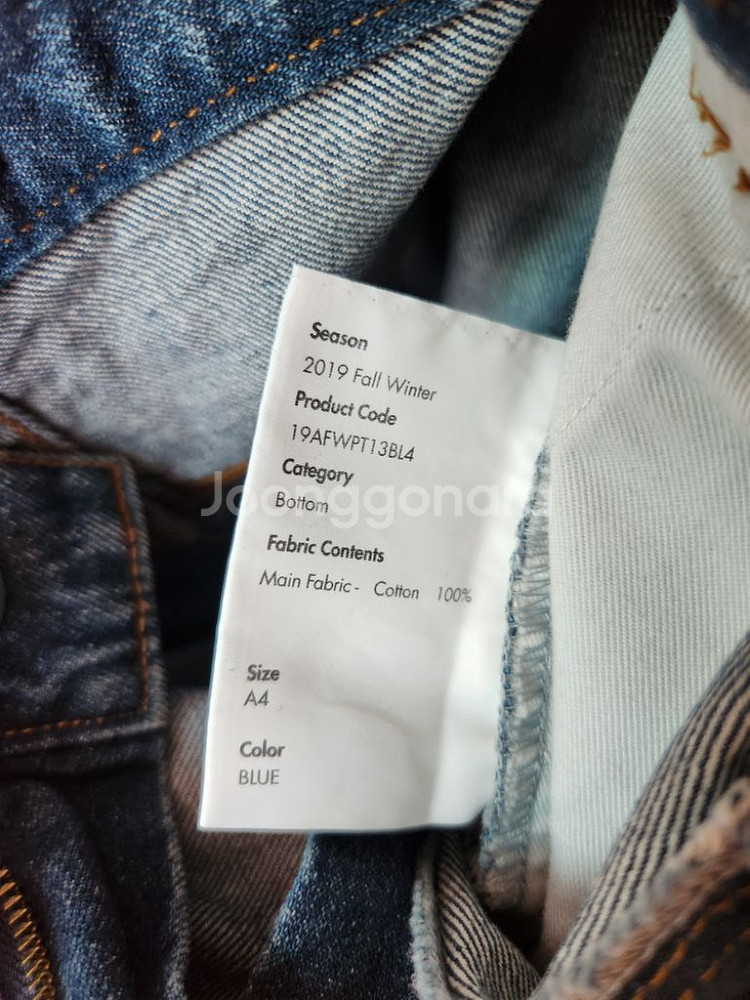 Season
2019 Fall Winter
Product Code
19AFWPT13BL4
Category
Bottom
Joonggonara
Fabric Contents
Main Fabric - Cotton 100%
Size
A4
Color
BLUE